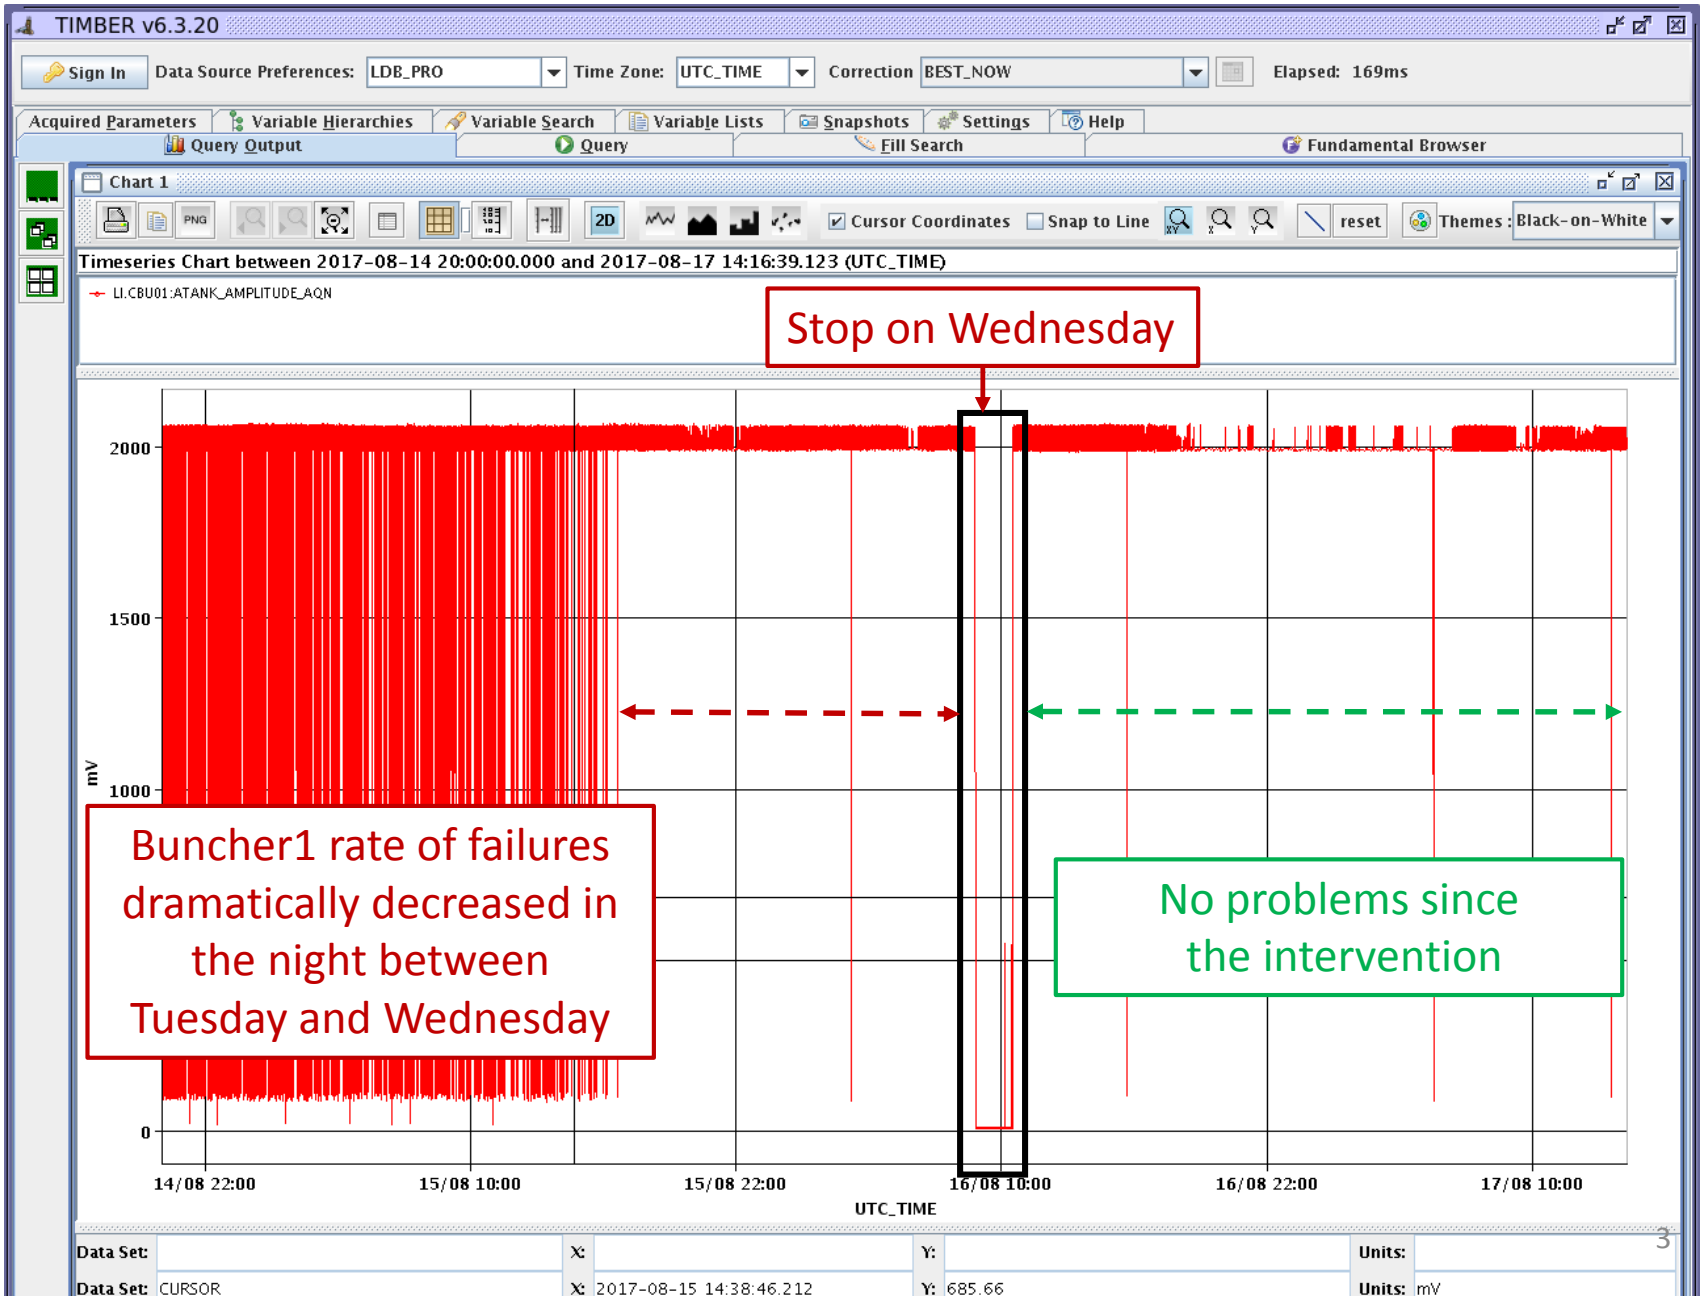 TIMBER v6.3.20
Sign In Data Source Preferences: LDB_PRO Time Zone: UTC_TIME Correction BEST_NOW Elapsed: 169ms
Acquired Parameters Variable Hierarchies Variable Search Variable Lists Snapshots Settings Help
Query Output Query Fill Search Fundamental Browser
Chart 1
PNG 2D Cursor Coordinates Snap to Line XY X Y reset Themes : Black-on-White
Timeseries Chart between 2017-08-14 20:00:00.000 and 2017-08-17 14:16:39.123 (UTC_TIME)
LI.CBU01:ATANK_AMPLITUDE_AQN
Stop on Wednesday
2000
1500
mV
1000
Buncher1 rate of failures
dramatically decreased in
the night between
Tuesday and Wednesday
No problems since
the intervention
0
14/08 22:00 15/08 10:00 15/08 22:00 16/08 10:00 16/08 22:00 17/08 10:00
UTC_TIME
3
Data Set: X: Y: Units:
Data Set: CURSOR X: 2017-08-15 14:38:46.212 Y: 685.66 Units: mV